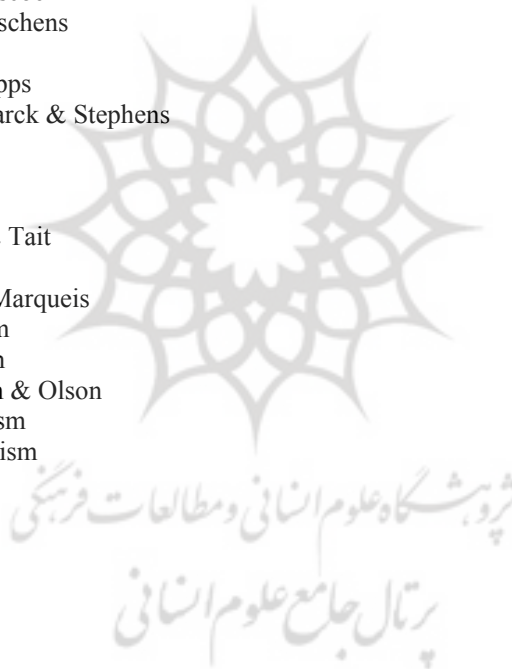 schens
pps
arck & Stephens
Tait
Marqueis
m
n
n & Olson
sm
ism
پژوهشگاه علوم انسانی و مطالعات فرهنگی
پرتال جامع علوم انسانی